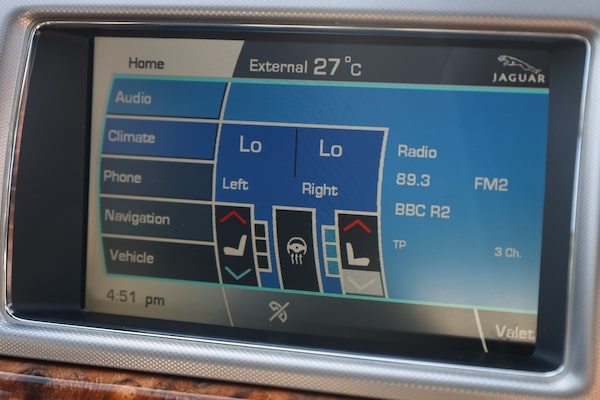 Home
External 27°C
JAGUAR
Audio
Climate
Phone
Navigation
Vehicle
Lo Lo
Left Right
Radio
89.3 FM2
BBC R2
TP 3 Ch.
4:51 pm
Valet